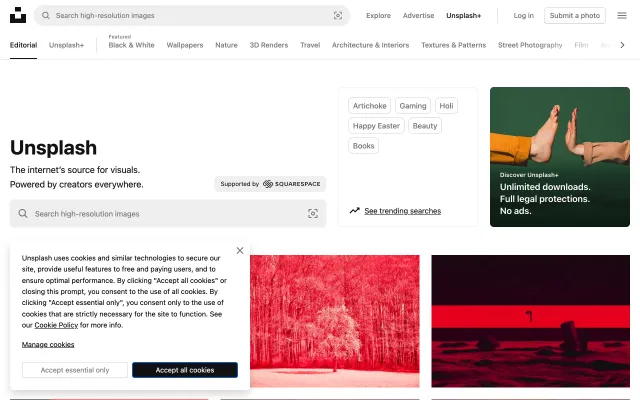 Search high-resolution images
Explore
Advertise
Unsplash+
Log in
Submit a photo
Editorial
Unsplash+
Featured
Black & White
Wallpapers
Nature
3D Renders
Travel
Architecture & Interiors
Textures & Patterns
Street Photography
Film
Unsplash
The internet's source for visuals.
Powered by creators everywhere.
Supported by SQUARESPACE
Search high-resolution images
Artichoke
Gaming
Holi
Happy Easter
Beauty
Books
See trending searches
Discover Unsplash+
Unlimited downloads.
Full legal protections.
No ads.
Unsplash uses cookies and similar technologies to secure our
site, provide useful features to free and paying users, and to
ensure optimal performance. By clicking "Accept all cookies" or
closing this prompt, you consent to the use of all cookies. By
clicking "Accept essential only", you consent only to the use of
cookies that are strictly necessary for the site to function. See
our Cookie Policy for more info.
Manage cookies
Accept essential only
Accept all cookies